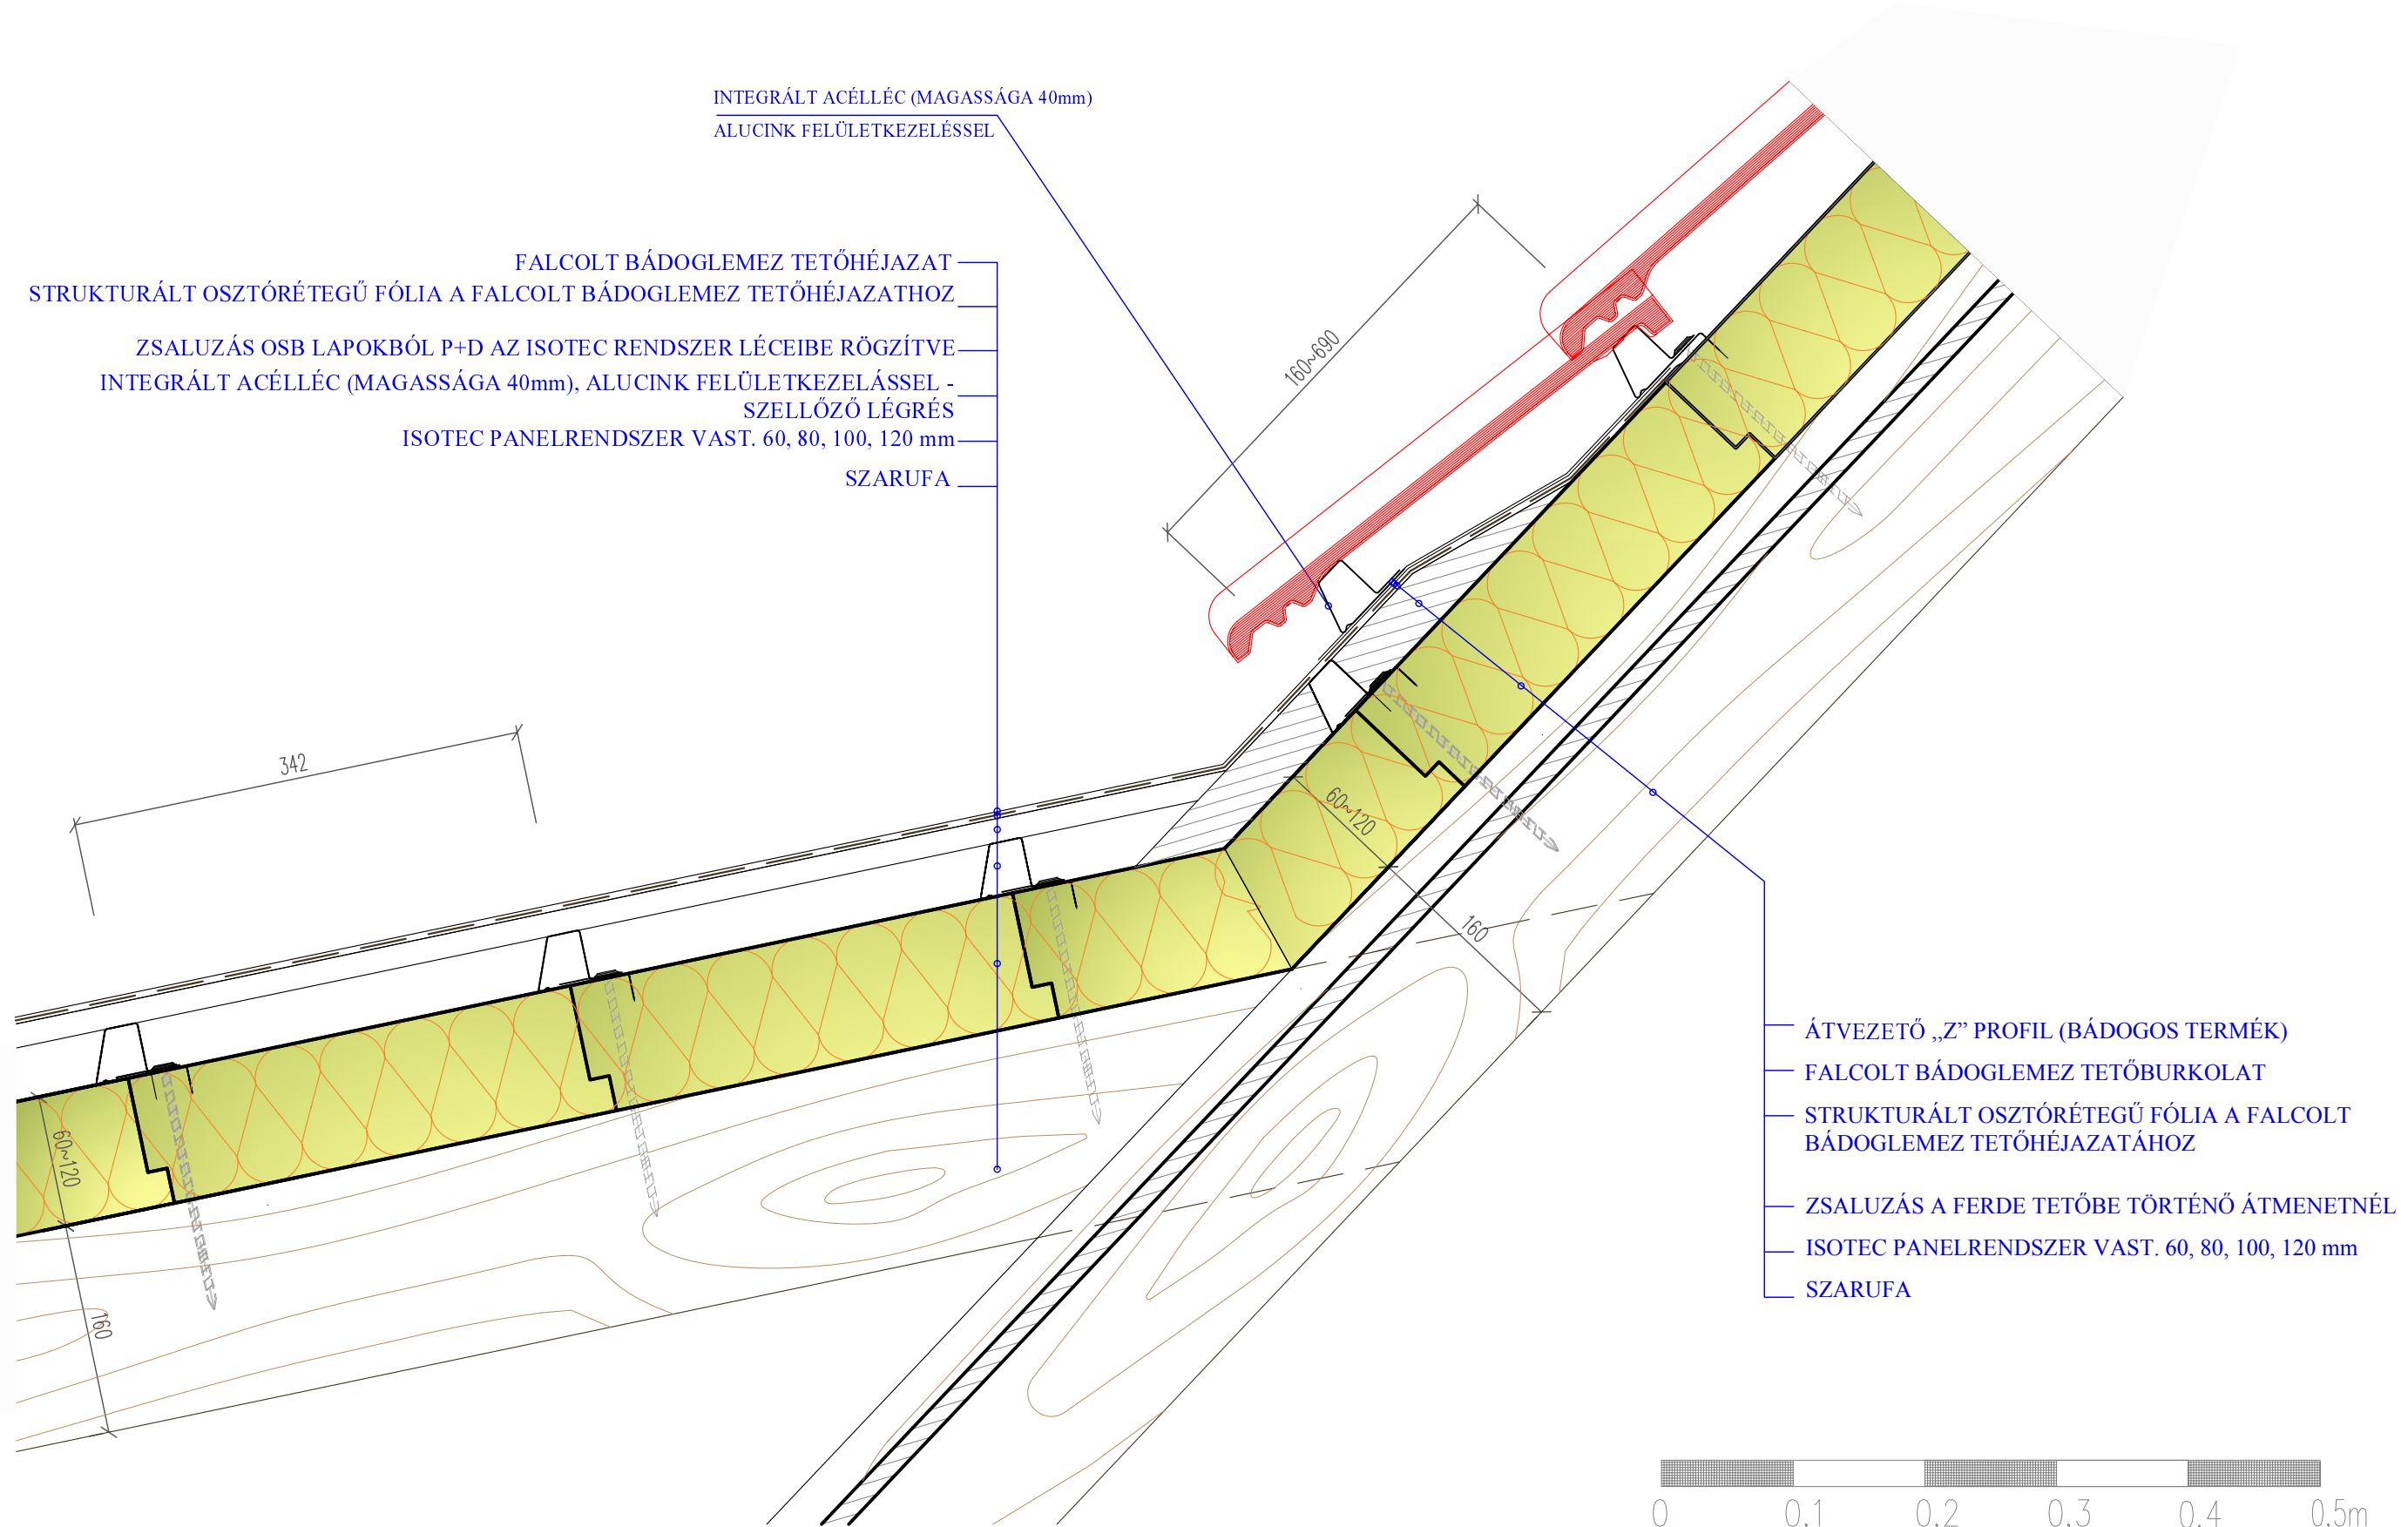 INTEGRÁLT ACÉLLÉC (MAGASSÁGA 40mm)
ALUCINK FELÜLETKEZELÉSSEL
FALCOLT BÁDOGLEMEZ TETŐHÉJAZAT
STRUKTURÁLT OSZTÓRÉTEGŰ FÓLIA A FALCOLT BÁDOGLEMEZ TETŐHÉJAZATHOZ
ZSALUZÁS OSB LAPOKBÓL P+D AZ ISOTEC RENDSZER LÉCEIBE RÖGZÍTVE
INTEGRÁLT ACÉLLÉC (MAGASSÁGA 40mm), ALUCINK FELÜLETKEZELÁSSEL -
SZELLŐZŐ LÉGRÉS
ISOTEC PANELRENDSZER VAST. 60, 80, 100, 120 mm
SZARUFA
160~690
342
60~120
160
60~120
160
ÁTVEZETŐ „Z” PROFIL (BÁDOGOS TERMÉK)
FALCOLT BÁDOGLEMEZ TETŐBURKOLAT
STRUKTURÁLT OSZTÓRÉTEGŰ FÓLIA A FALCOLT
BÁDOGLEMEZ TETŐHÉJAZATÁHOZ
ZSALUZÁS A FERDE TETŐBE TÖRTÉNŐ ÁTMENETNÉL
ISOTEC PANELRENDSZER VAST. 60, 80, 100, 120 mm
SZARUFA
0 0,1 0,2 0,3 0,4 0,5m